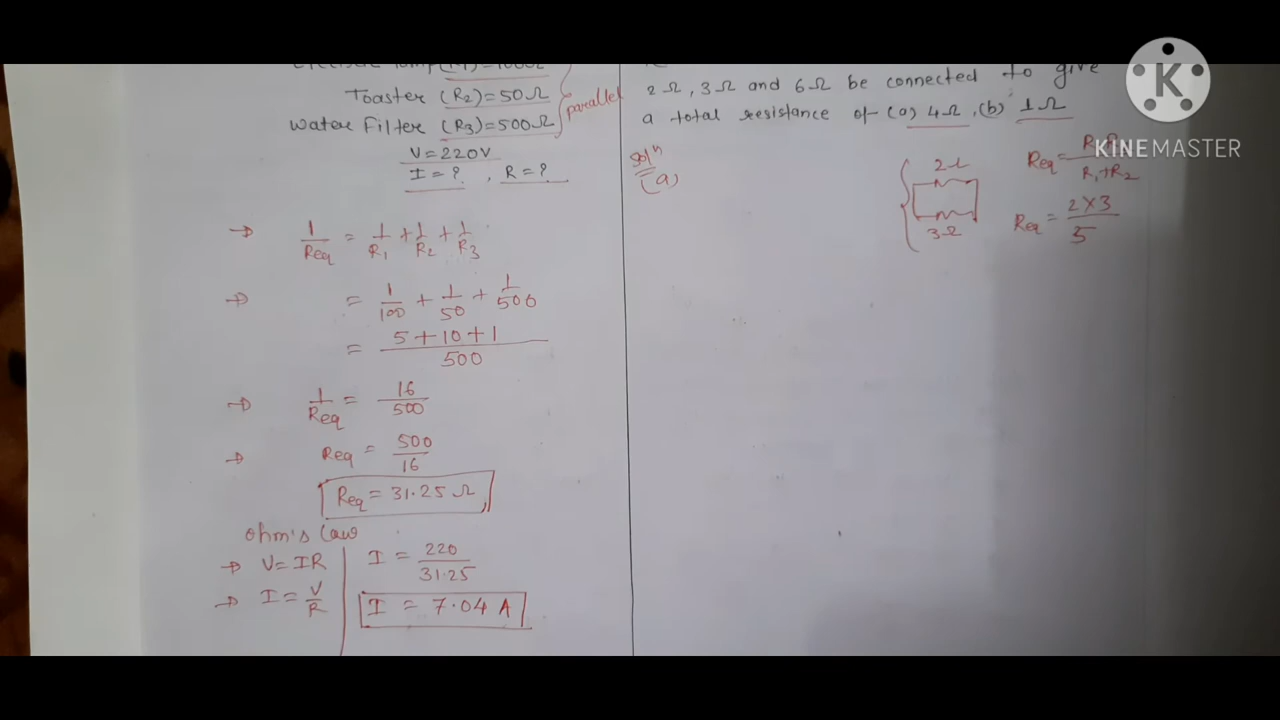 Toaster (R2) = 50Ω
Water Filter (R3) = 500Ω
parallel
V = 220V
I = ? , R = ?
→ 1/Req = 1/R1 + 1/R2 + 1/R3
→ = 1/100 + 1/50 + 1/500
= 5 + 10 + 1 / 500
→ 1/Req = 16/500
→ Req = 500/16
Req = 31.25 Ω
Ohm's Law
→ V = IR
→ I = V/R
I = 220/31.25
I = 7.04 A
2Ω, 3Ω and 6Ω be connected to give
a total resistance of (a) 4Ω, (b) 1Ω
Solⁿ
(a)
2Ω
3Ω
Req =
R1+R2
Req = 2×3/5
K
KINEMASTER